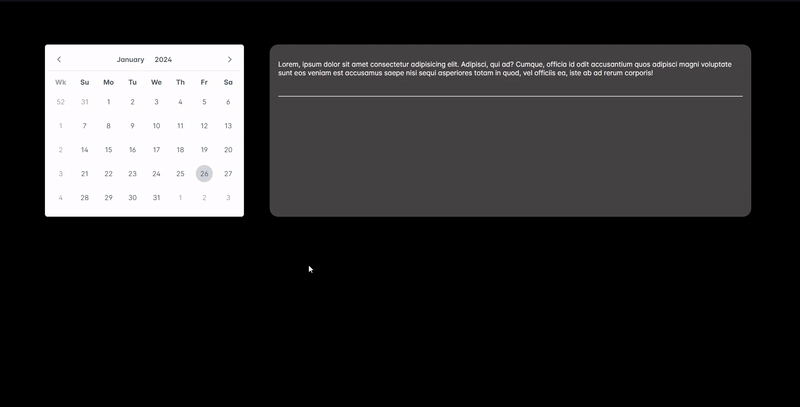 January 2024
Wk Su Mo Tu We Th Fr Sa
52 31 1 2 3 4 5 6
1 7 8 9 10 11 12 13
2 14 15 16 17 18 19 20
3 21 22 23 24 25 26 27
4 28 29 30 31 1 2 3
Lorem, ipsum dolor sit amet consectetur adipisicing elit. Adipisci, qui ad? Cumque, officia id odit accusantium quos adipisci magni voluptate
sunt eos veniam est accusamus saepe nisi sequi asperiores totam in quod, vel officiis ea, iste ab ad rerum corporis!